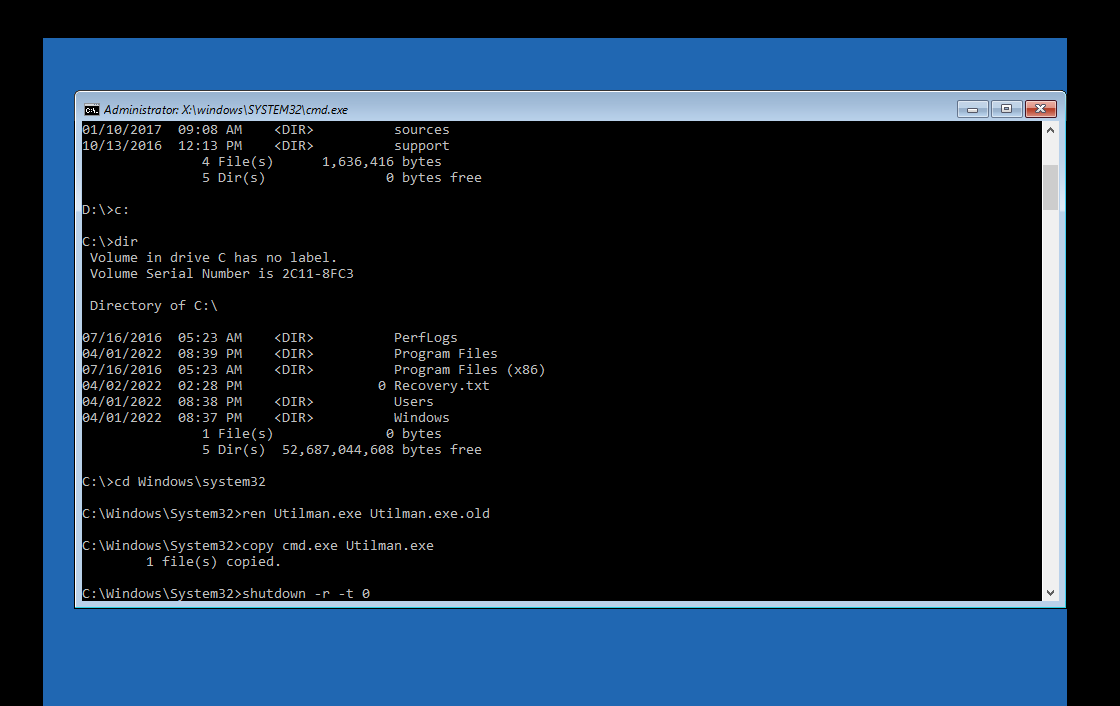 Administrator: X:\windows\SYSTEM32\cmd.exe
01/10/2017  09:08 AM    <DIR>          sources
10/13/2016  12:13 PM    <DIR>          support
               4 File(s)      1,636,416 bytes
               5 Dir(s)               0 bytes free
D:\>c:
C:\>dir
 Volume in drive C has no label.
 Volume Serial Number is 2C11-8FC3
 Directory of C:\
07/16/2016  05:23 AM    <DIR>          PerfLogs
04/01/2022  08:39 PM    <DIR>          Program Files
07/16/2016  05:23 AM    <DIR>          Program Files (x86)
04/02/2022  02:28 PM                 0 Recovery.txt
04/01/2022  08:38 PM    <DIR>          Users
04/01/2022  08:37 PM    <DIR>          Windows
               1 File(s)              0 bytes
               5 Dir(s)  52,687,044,608 bytes free
C:\>cd Windows\system32
C:\Windows\System32>ren Utilman.exe Utilman.exe.old
C:\Windows\System32>copy cmd.exe Utilman.exe
        1 file(s) copied.
C:\Windows\System32>shutdown -r -t 0